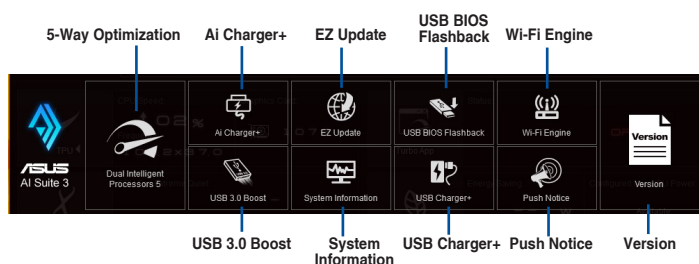 USB BIOS
5-Way Optimization Ai Charger+ EZ Update Flashback Wi-Fi Engine
Ai Charger+ EZ Update USB BIOS Flashback Wi-Fi Engine
Version
ASUS
AI Suite 3
Dual Intelligent
Processors 5
USB 3.0 Boost System Information USB Charger+ Push Notice Version
USB 3.0 Boost System USB Charger+ Push Notice Version
Information